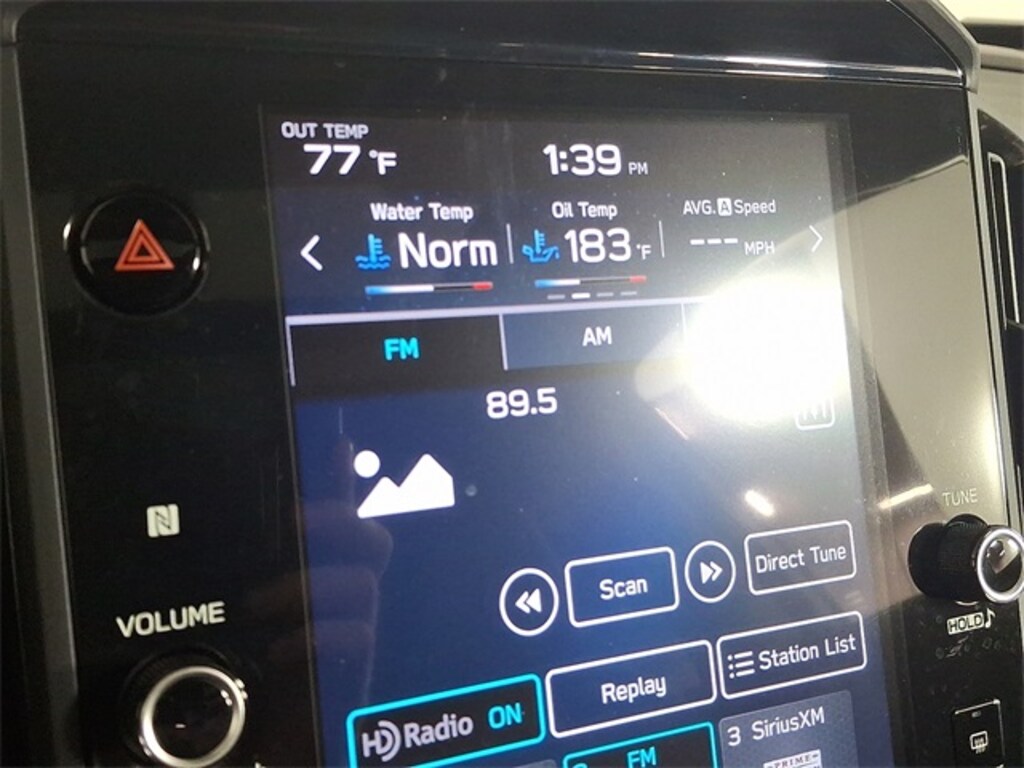 OUT TEMP
77 °F
1:39 PM
Water Temp
Norm
Oil Temp
183 °F
AVG. A Speed
--- MPH
FM
AM
89.5
Scan
Direct Tune
TUNE
HOLD
VOLUME
HD Radio ON
Replay
Station List
FM
3 SiriusXM